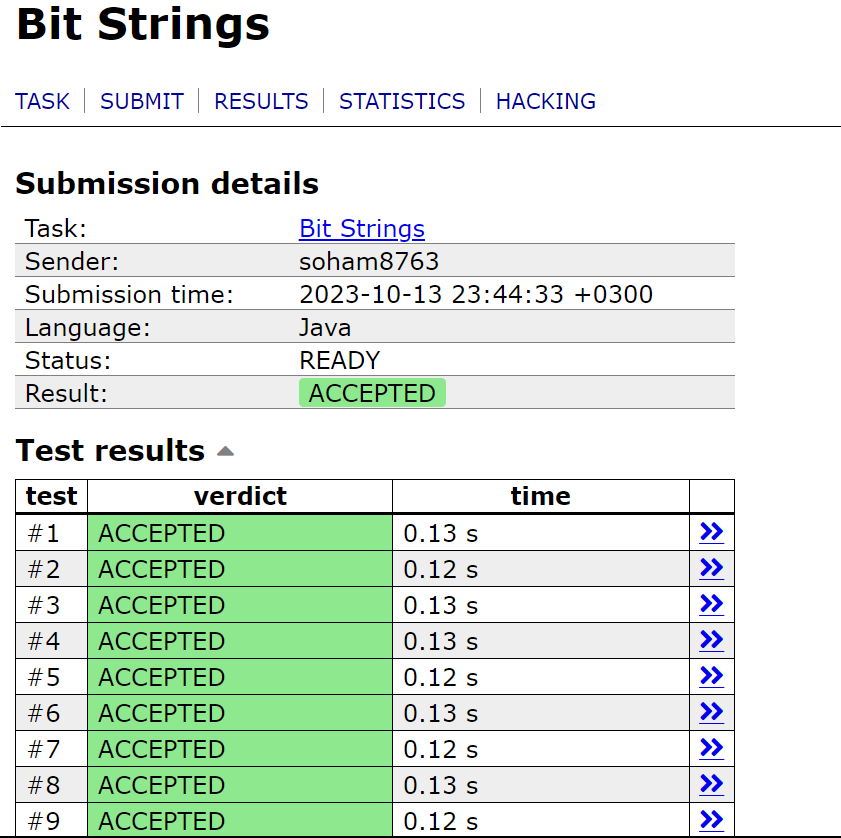 Bit Strings
TASK | SUBMIT | RESULTS | STATISTICS | HACKING
Submission details
Task: Bit Strings
Sender: soham8763
Submission time: 2023-10-13 23:44:33 +0300
Language: Java
Status: READY
Result: ACCEPTED
Test results
test verdict time
#1 ACCEPTED 0.13 s »
#2 ACCEPTED 0.12 s »
#3 ACCEPTED 0.13 s »
#4 ACCEPTED 0.13 s »
#5 ACCEPTED 0.12 s »
#6 ACCEPTED 0.13 s »
#7 ACCEPTED 0.12 s »
#8 ACCEPTED 0.13 s »
#9 ACCEPTED 0.12 s »